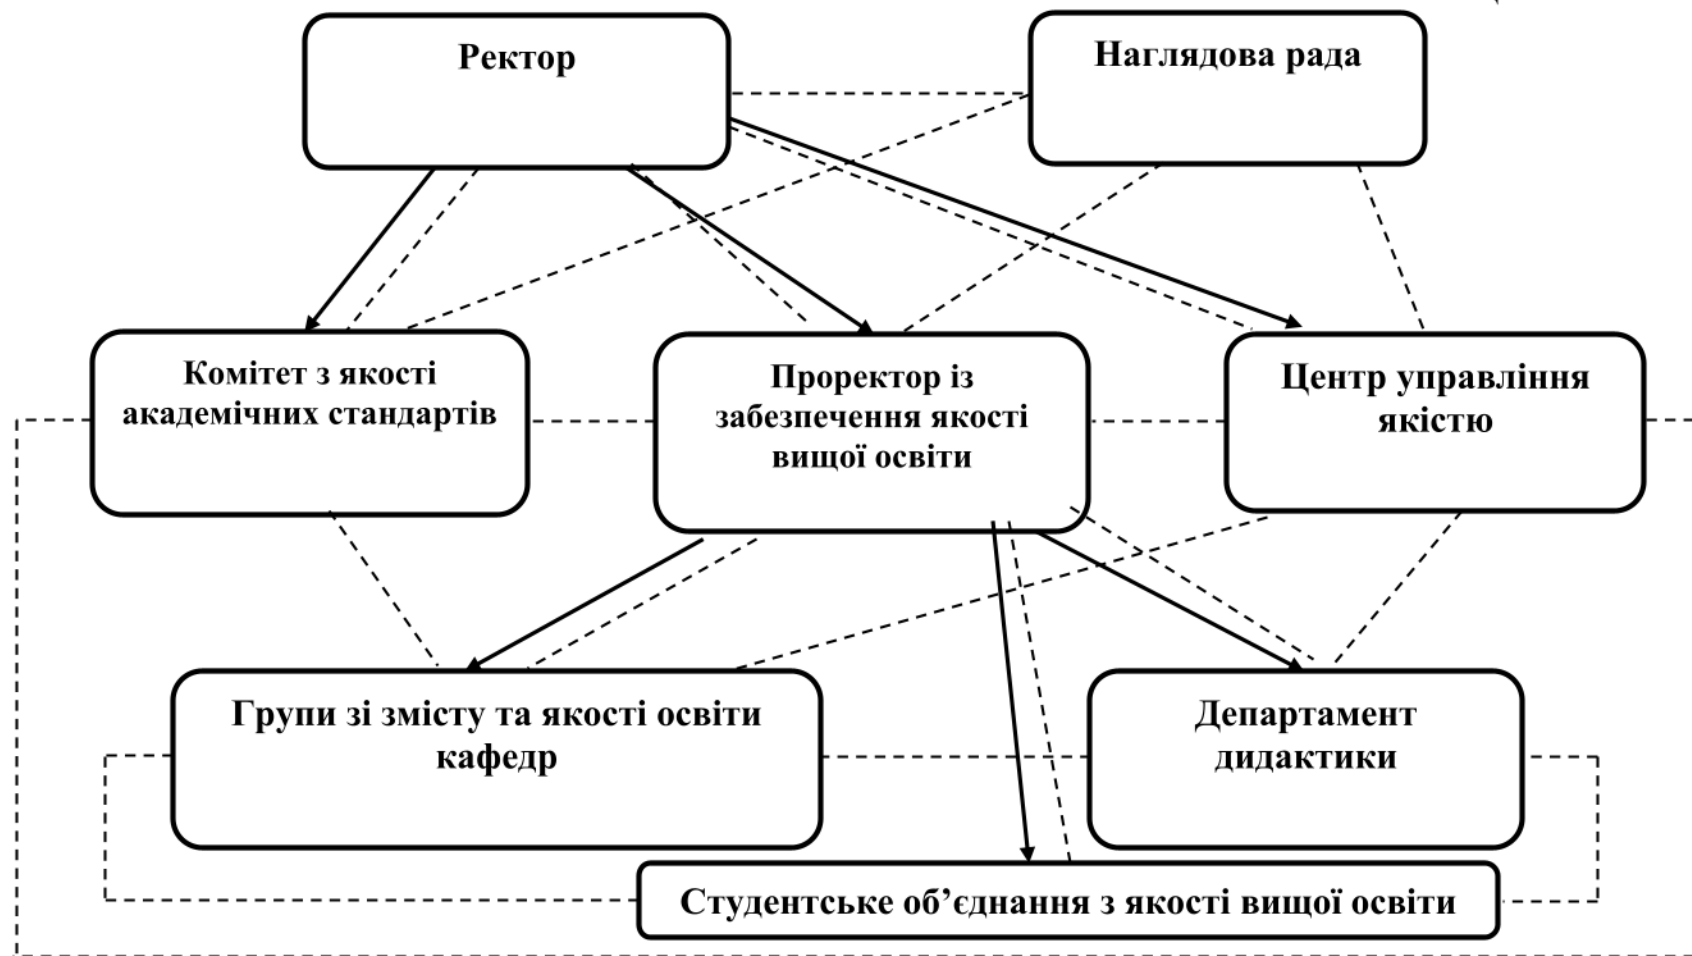 Ректор
Наглядова рада
Комітет з якості
академічних стандартів
Проректор із
забезпечення якості
вищої освіти
Центр управління
якістю
Групи зі змісту та якості освіти
кафедр
Департамент
дидактики
Студентське об’єднання з якості вищої освіти